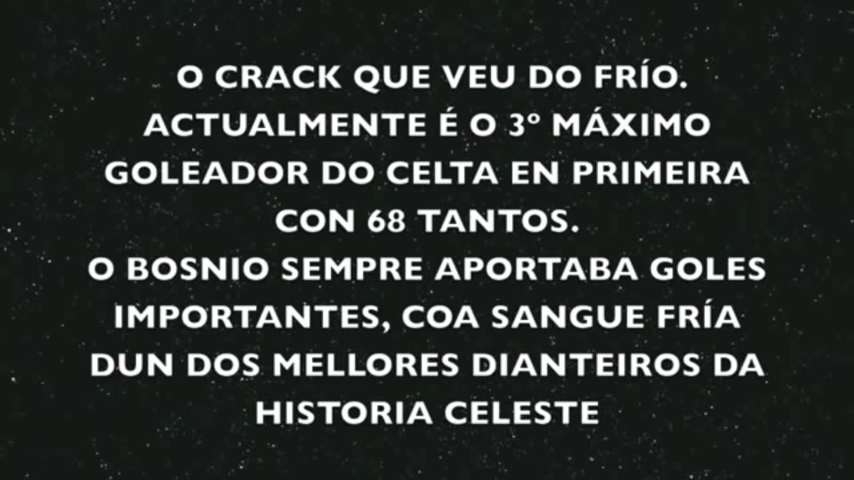 O CRACK QUE VEU DO FRÍO.
ACTUALMENTE É O 3º MÁXIMO
GOLEADOR DO CELTA EN PRIMEIRA
CON 68 TANTOS.
O BOSNIO SEMPRE APORTABA GOLES
IMPORTANTES, COA SANGUE FRÍA
DUN DOS MELLORES DIANTEIROS DA
HISTORIA CELESTE